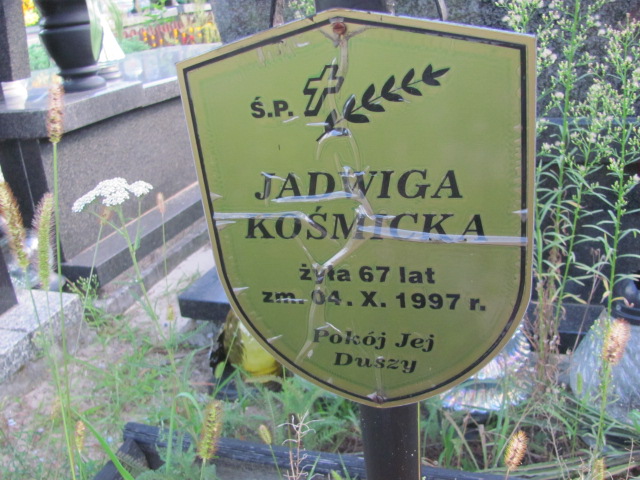 Ś.P.
JADWIGA
KOŚMICKA
żyła 67 lat
zm. 04. X. 1997 r.
Pokój Jej
Duszy